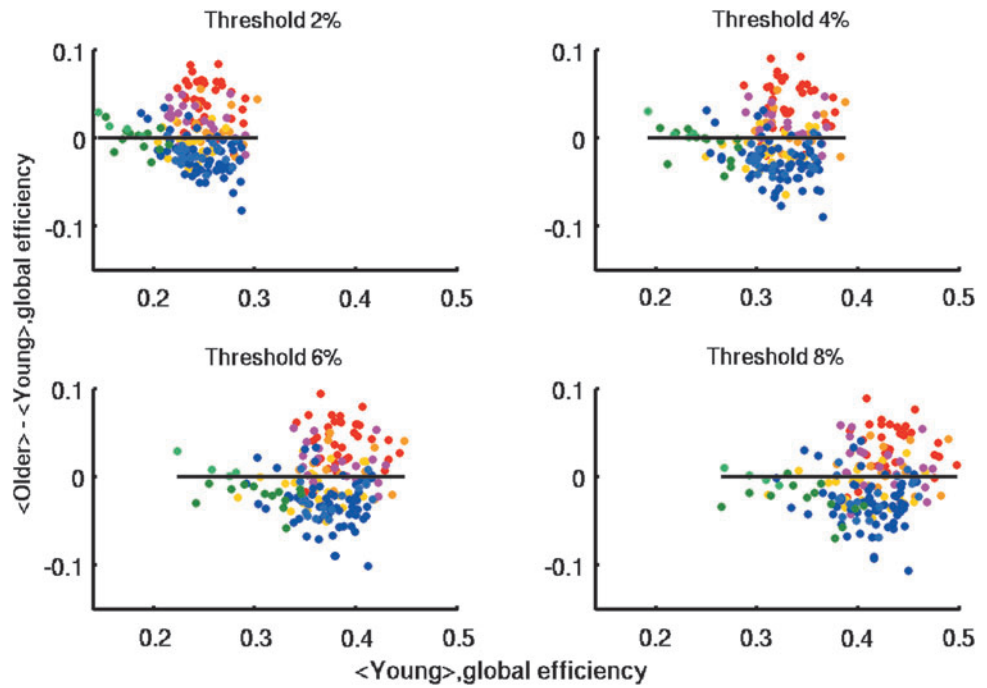 Threshold 2%
Threshold 4%
0.1
0
-0.1
0.2 0.3 0.4 0.5
0.1
0
-0.1
0.2 0.3 0.4 0.5
Threshold 6%
Threshold 8%
0.1
0
-0.1
0.2 0.3 0.4 0.5
0.1
0
-0.1
0.2 0.3 0.4 0.5
<Older> - <Young>,global efficiency
<Young>,global efficiency